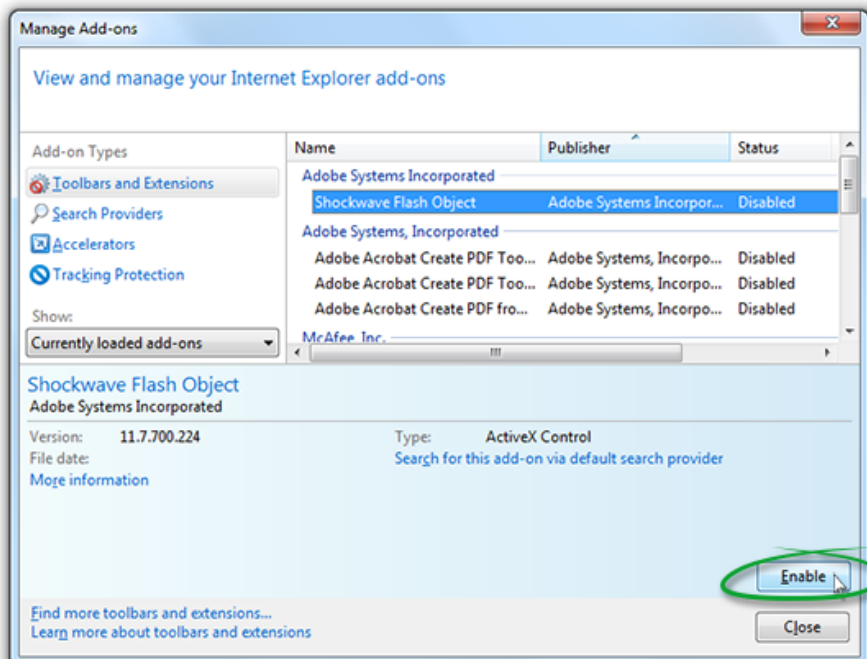 Manage Add-ons
View and manage your Internet Explorer add-ons
Add-on Types
Toolbars and Extensions
Search Providers
Accelerators
Tracking Protection
Show:
Currently loaded add-ons
Name Publisher Status
Adobe Systems Incorporated
Shockwave Flash Object Adobe Systems Incorpor... Disabled
Adobe Systems, Incorporated
Adobe Acrobat Create PDF Too... Adobe Systems, Incorpo... Disabled
Adobe Acrobat Create PDF Too... Adobe Systems, Incorpo... Disabled
Adobe Acrobat Create PDF fro... Adobe Systems, Incorpo... Disabled
McAfee, Inc.
Shockwave Flash Object
Adobe Systems Incorporated
Version: 11.7.700.224 Type: ActiveX Control
File date: Search for this add-on via default search provider
More information
Enable
Find more toolbars and extensions...
Learn more about toolbars and extensions
Close